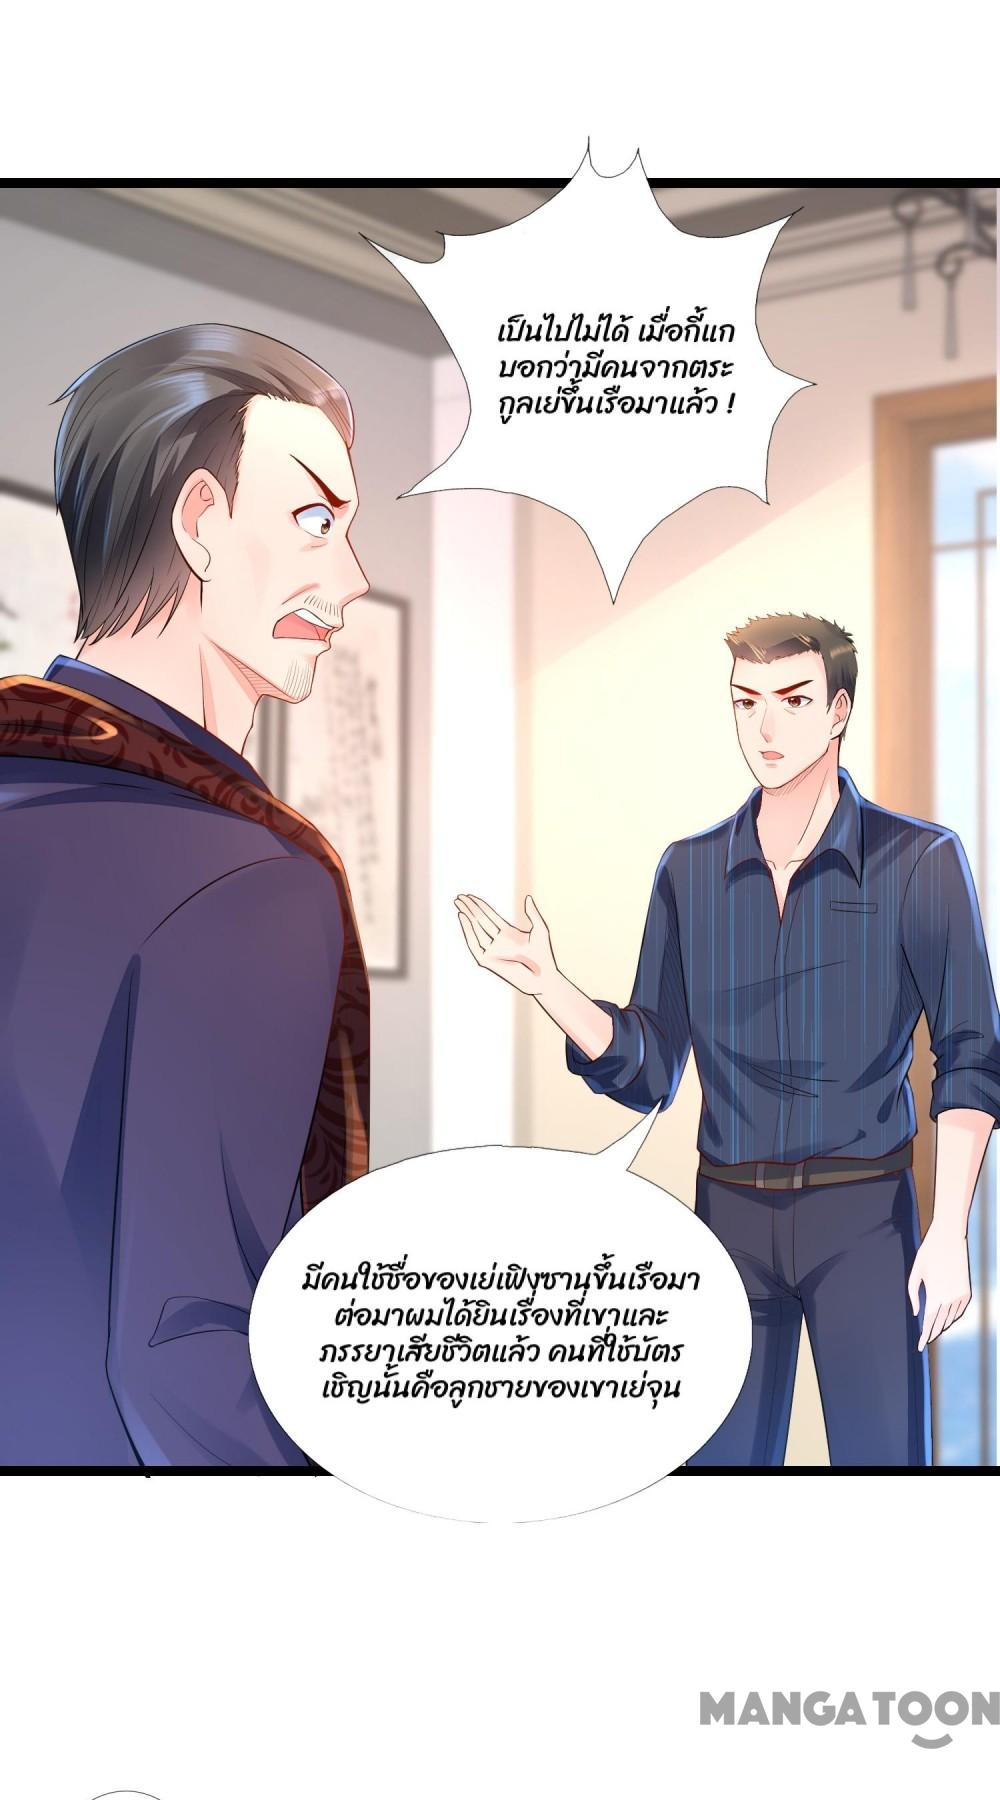 เป็นไปไม่ได้ เมื่อกี้แก
บอกว่ามีคนจากตระ
กูลเย่ขึ้นเรือมาแล้ว !
มีคนใช้ชื่อของเย่เฟิงซานขึ้นเรือมา
ต่อมาผมได้ยินเรื่องที่เขาและ
ภรรยาเสียชีวิตแล้ว คนที่ใช้บัตร
เชิญนั้นคือลูกชายของเขาเย่จุน
MANGATOON